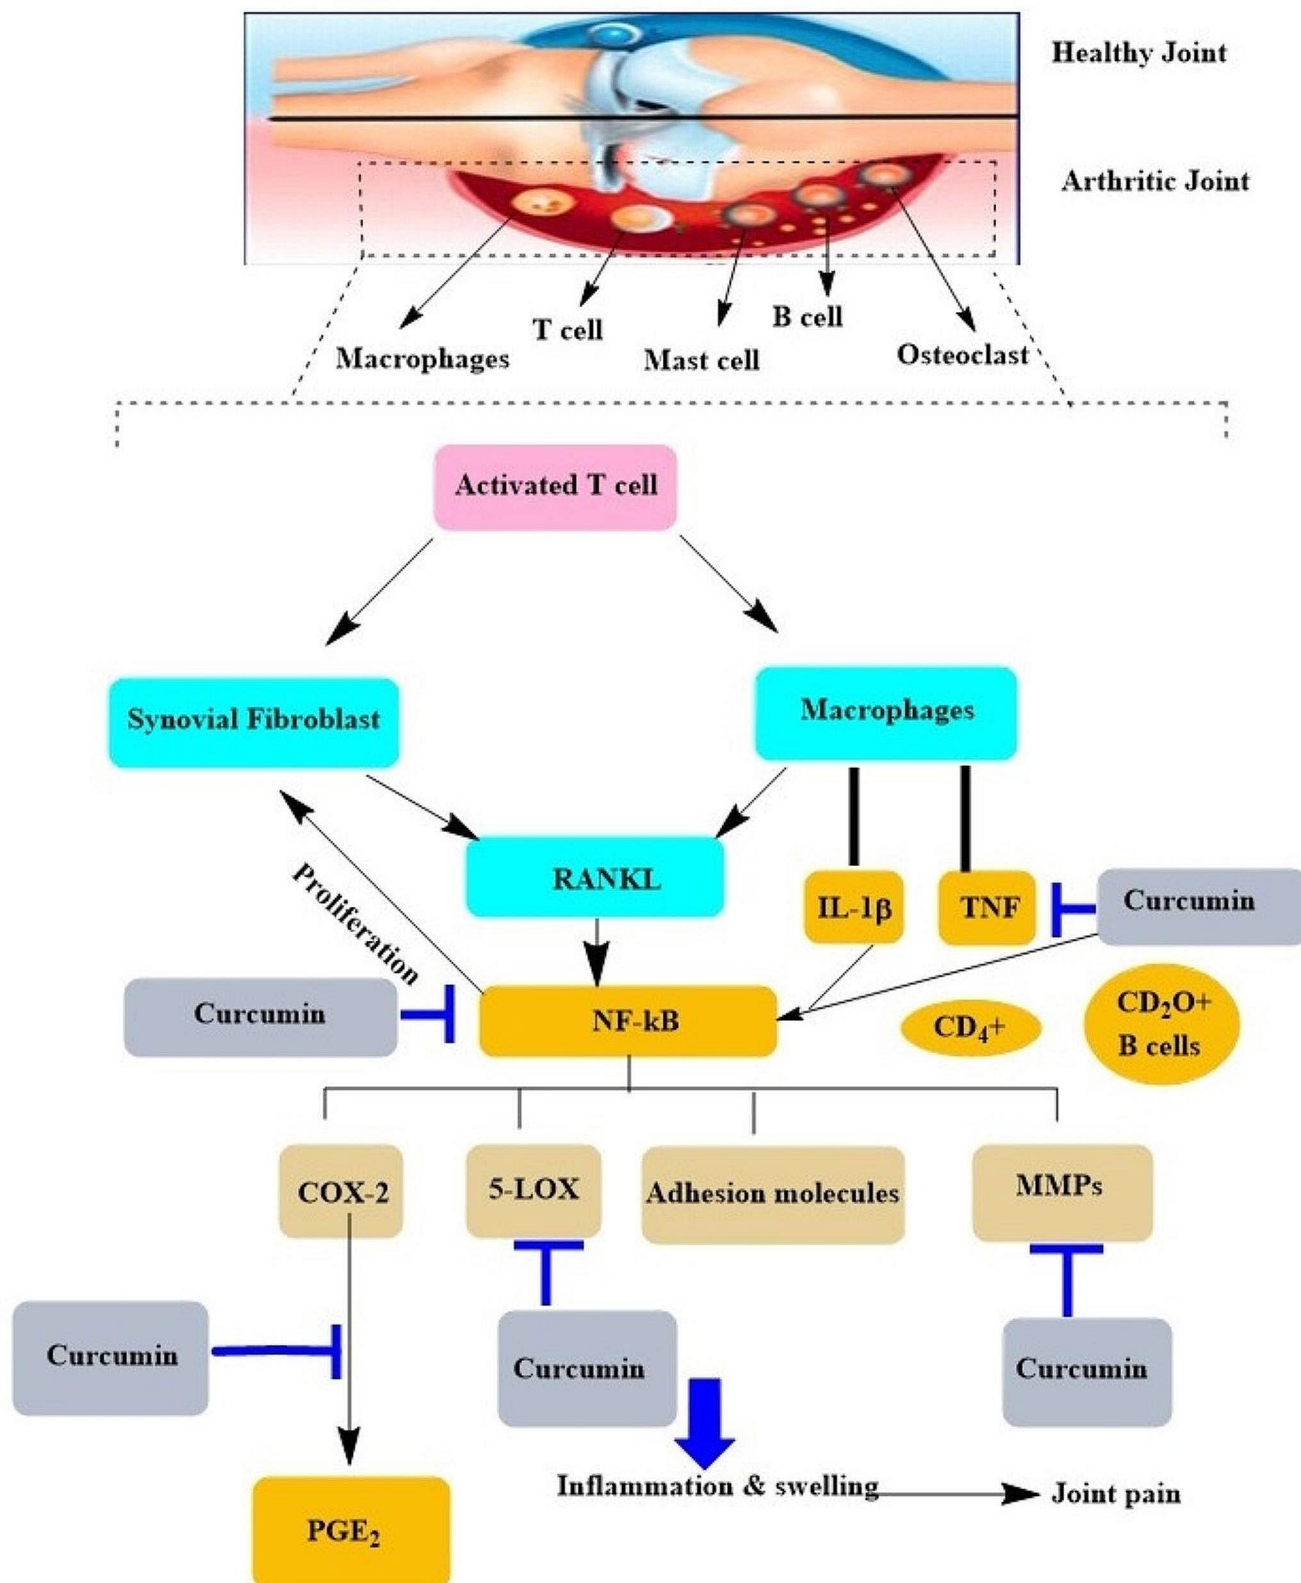 Healthy Joint
Arthritic Joint
Macrophages
T cell
Mast cell
B cell
Osteoclast
Activated T cell
Synovial Fibroblast
Macrophages
RANKL
IL-1β
TNF
Curcumin
Proliferation
Curcumin
NF-kB
CD₄+
CD₂O+
B cells
COX-2
5-LOX
Adhesion molecules
MMPs
Curcumin
Curcumin
Curcumin
Inflammation & swelling
Joint pain
PGE₂